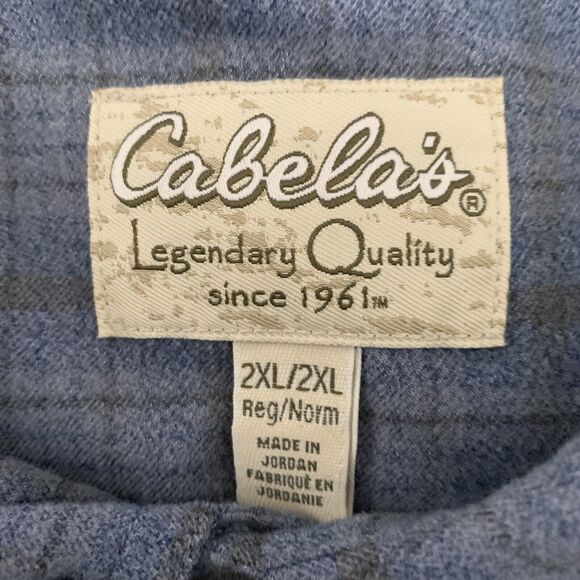 Cabela's®
Legendary Quality
since 1961™
2XL/2XL
Reg/Norm
MADE IN
JORDAN
FABRIQUÉ EN
JORDANIE